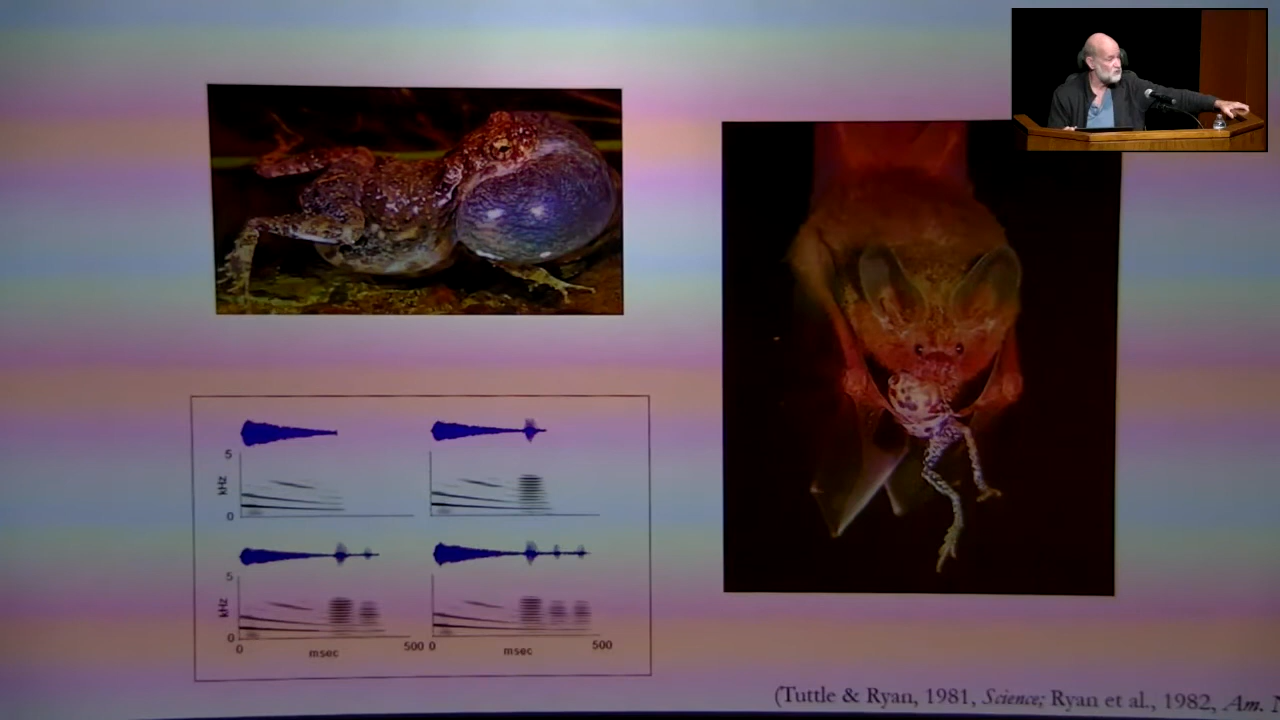 5
kHz
0
5
kHz
0
0 msec 500 0 msec 500
(Tuttle & Ryan, 1981, Science; Ryan et al., 1982, Am.